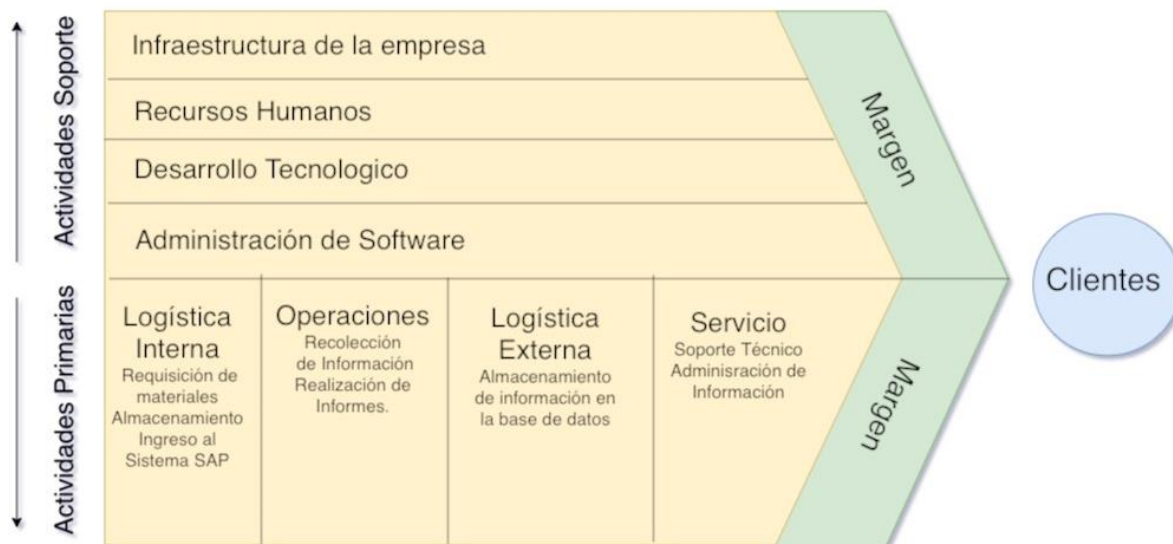 Actividades Soporte
Infraestructura de la empresa
Recursos Humanos
Desarrollo Tecnologico
Administración de Software
Margen
Actividades Primarias
Logística
Interna
Requisición de
materiales
Almacenamiento
Ingreso al
Sistema SAP
Operaciones
Recolección
de Información
Realización de
Informes.
Logística
Externa
Almacenamiento
de información en
la base de datos
Servicio
Soporte Técnico
Adminisración de
Información
Margen
Clientes